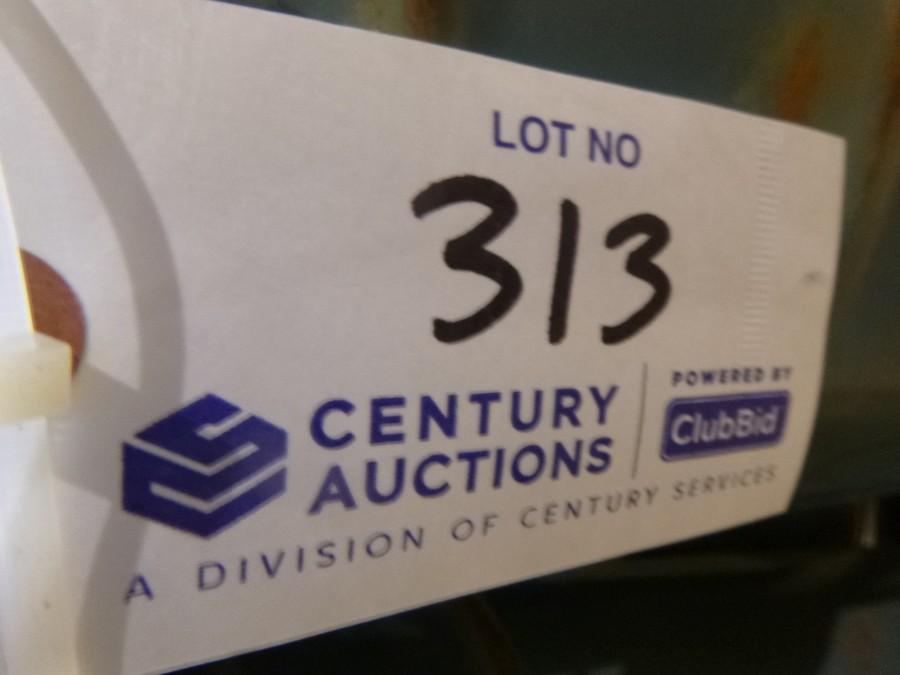 LOT NO
313
CENTURY
AUCTIONS
POWERED BY
ClubBid
A DIVISION OF CENTURY SERVICES